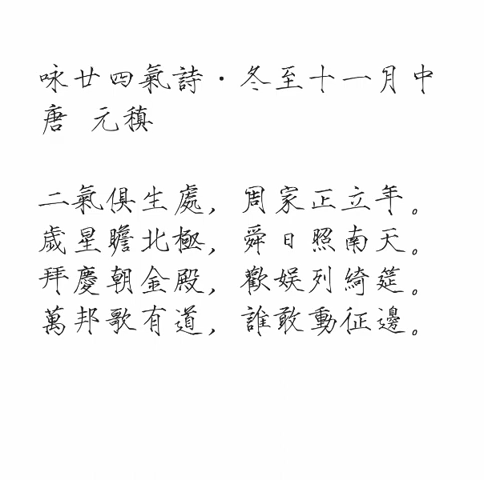 咏廿四氣詩·冬至十一月中
唐 元稹
二氣俱生處, 周家正立年。
歲星瞻北極, 舜日照南天。
拜慶朝金殿, 歡娛列綺筵。
萬邦歌有道, 誰敢動征邊。